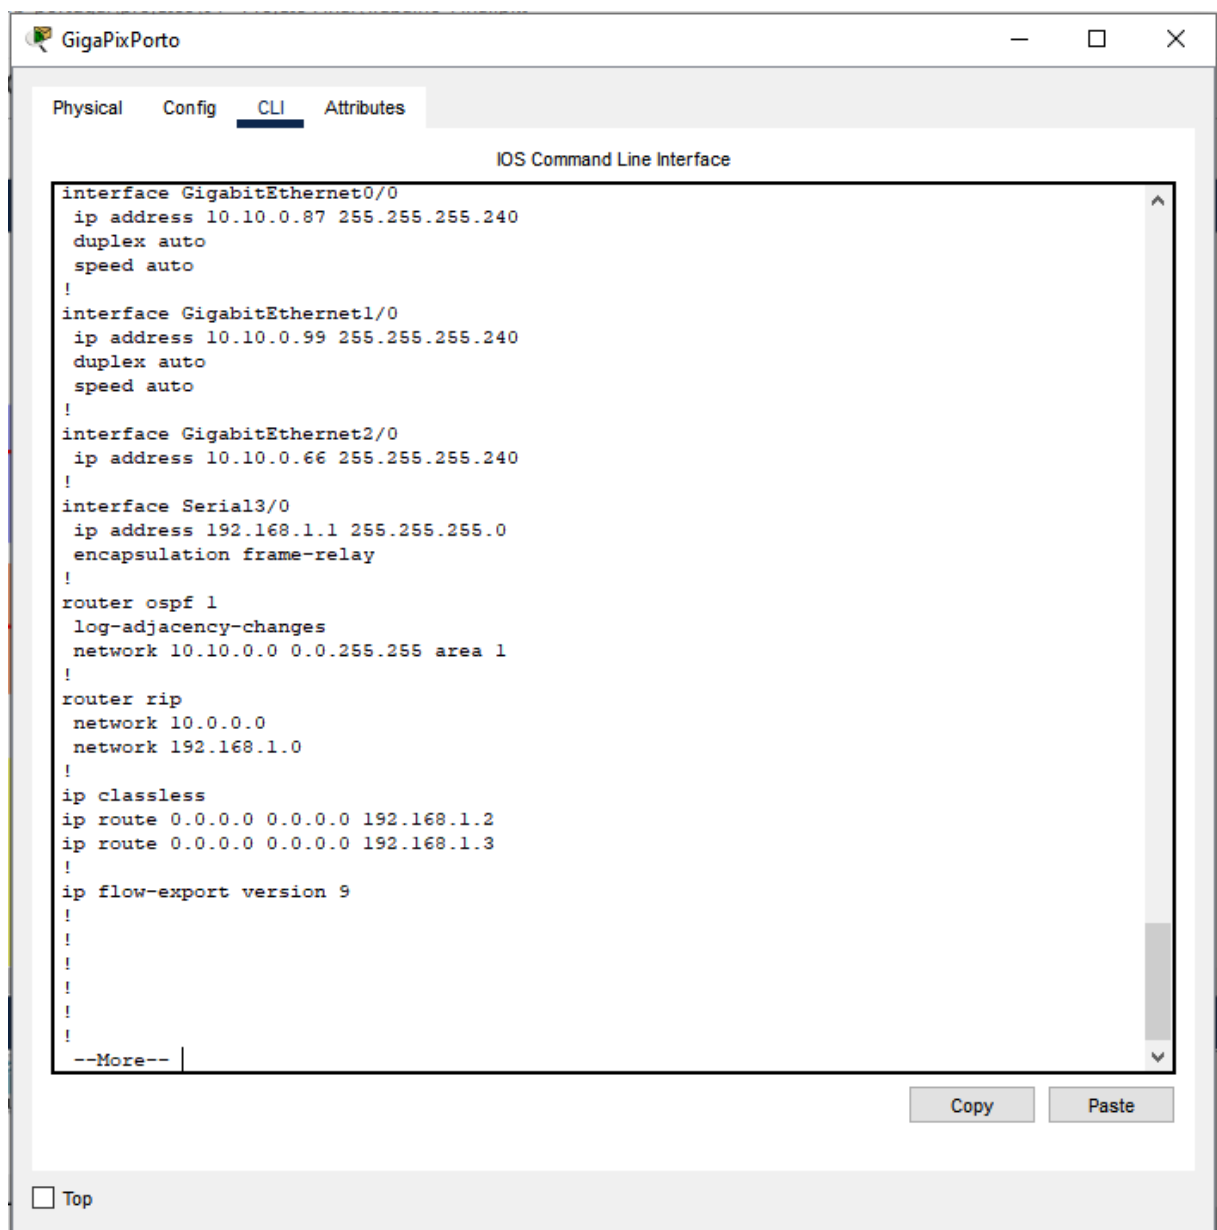 GigaPixPorto
Physical Config CLI Attributes
IOS Command Line Interface
interface GigabitEthernet0/0
ip address 10.10.0.87 255.255.255.240
duplex auto
speed auto
!
interface GigabitEthernet1/0
ip address 10.10.0.99 255.255.255.240
duplex auto
speed auto
!
interface GigabitEthernet2/0
ip address 10.10.0.66 255.255.255.240
!
interface Serial3/0
ip address 192.168.1.1 255.255.255.0
encapsulation frame-relay
!
router ospf 1
log-adjacency-changes
network 10.10.0.0 0.0.255.255 area 1
!
router rip
network 10.0.0.0
network 192.168.1.0
!
ip classless
ip route 0.0.0.0 0.0.0.0 192.168.1.2
ip route 0.0.0.0 0.0.0.0 192.168.1.3
!
ip flow-export version 9
!
!
!
!
!
!
--More--
Copy Paste
Top